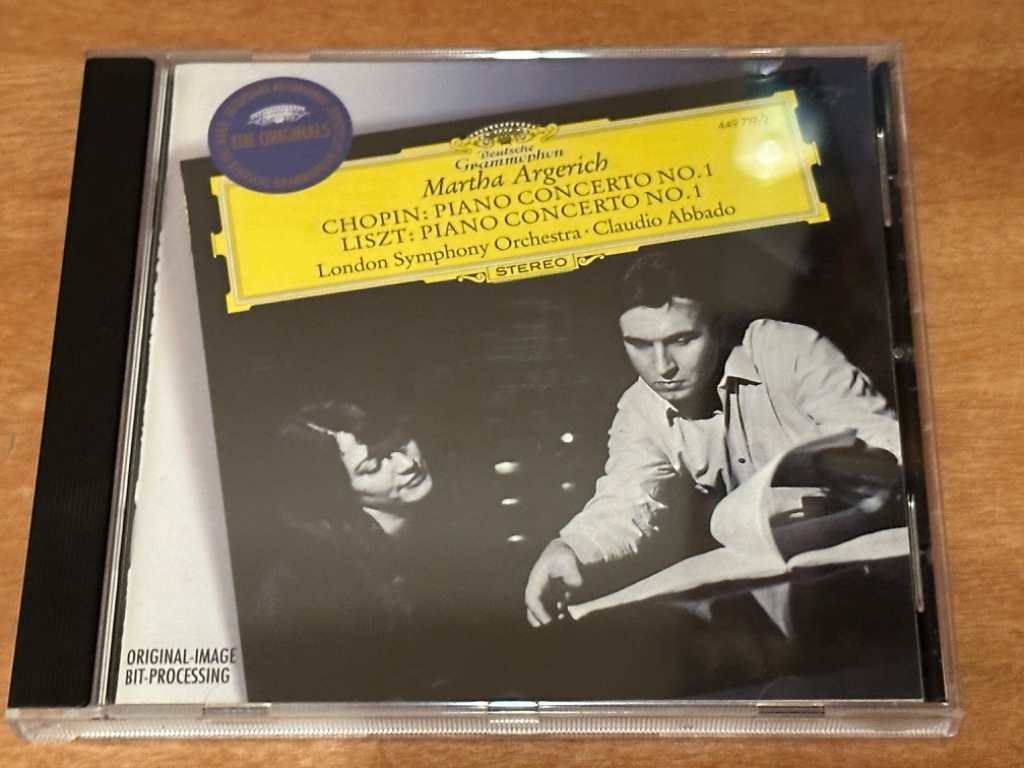 THE ORIGINALS
449 719-2
Deutsche
Grammophon
Martha Argerich
CHOPIN: PIANO CONCERTO NO. 1
LISZT: PIANO CONCERTO NO. 1
London Symphony Orchestra · Claudio Abbado
STEREO
ORIGINAL-IMAGE
BIT-PROCESSING